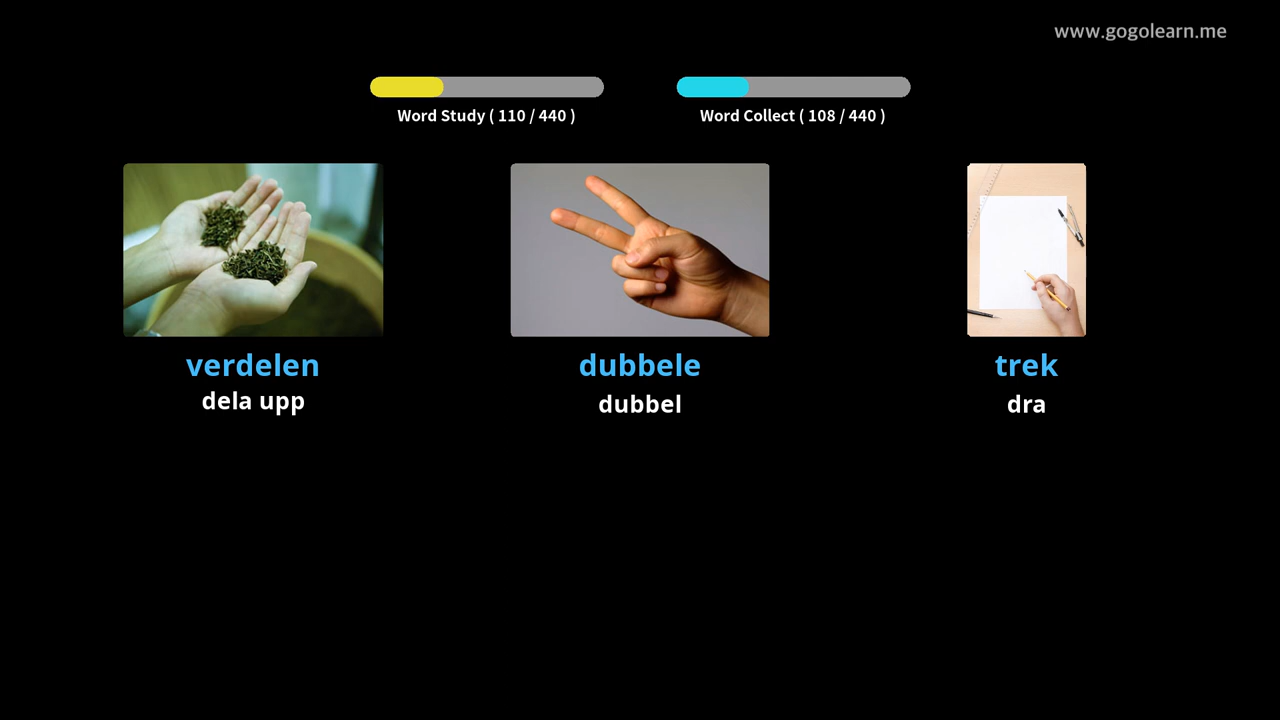 www.gogolearn.me
Word Study ( 110 / 440 )
Word Collect ( 108 / 440 )
verdelen
dela upp
dubbele
dubbel
trek
dra